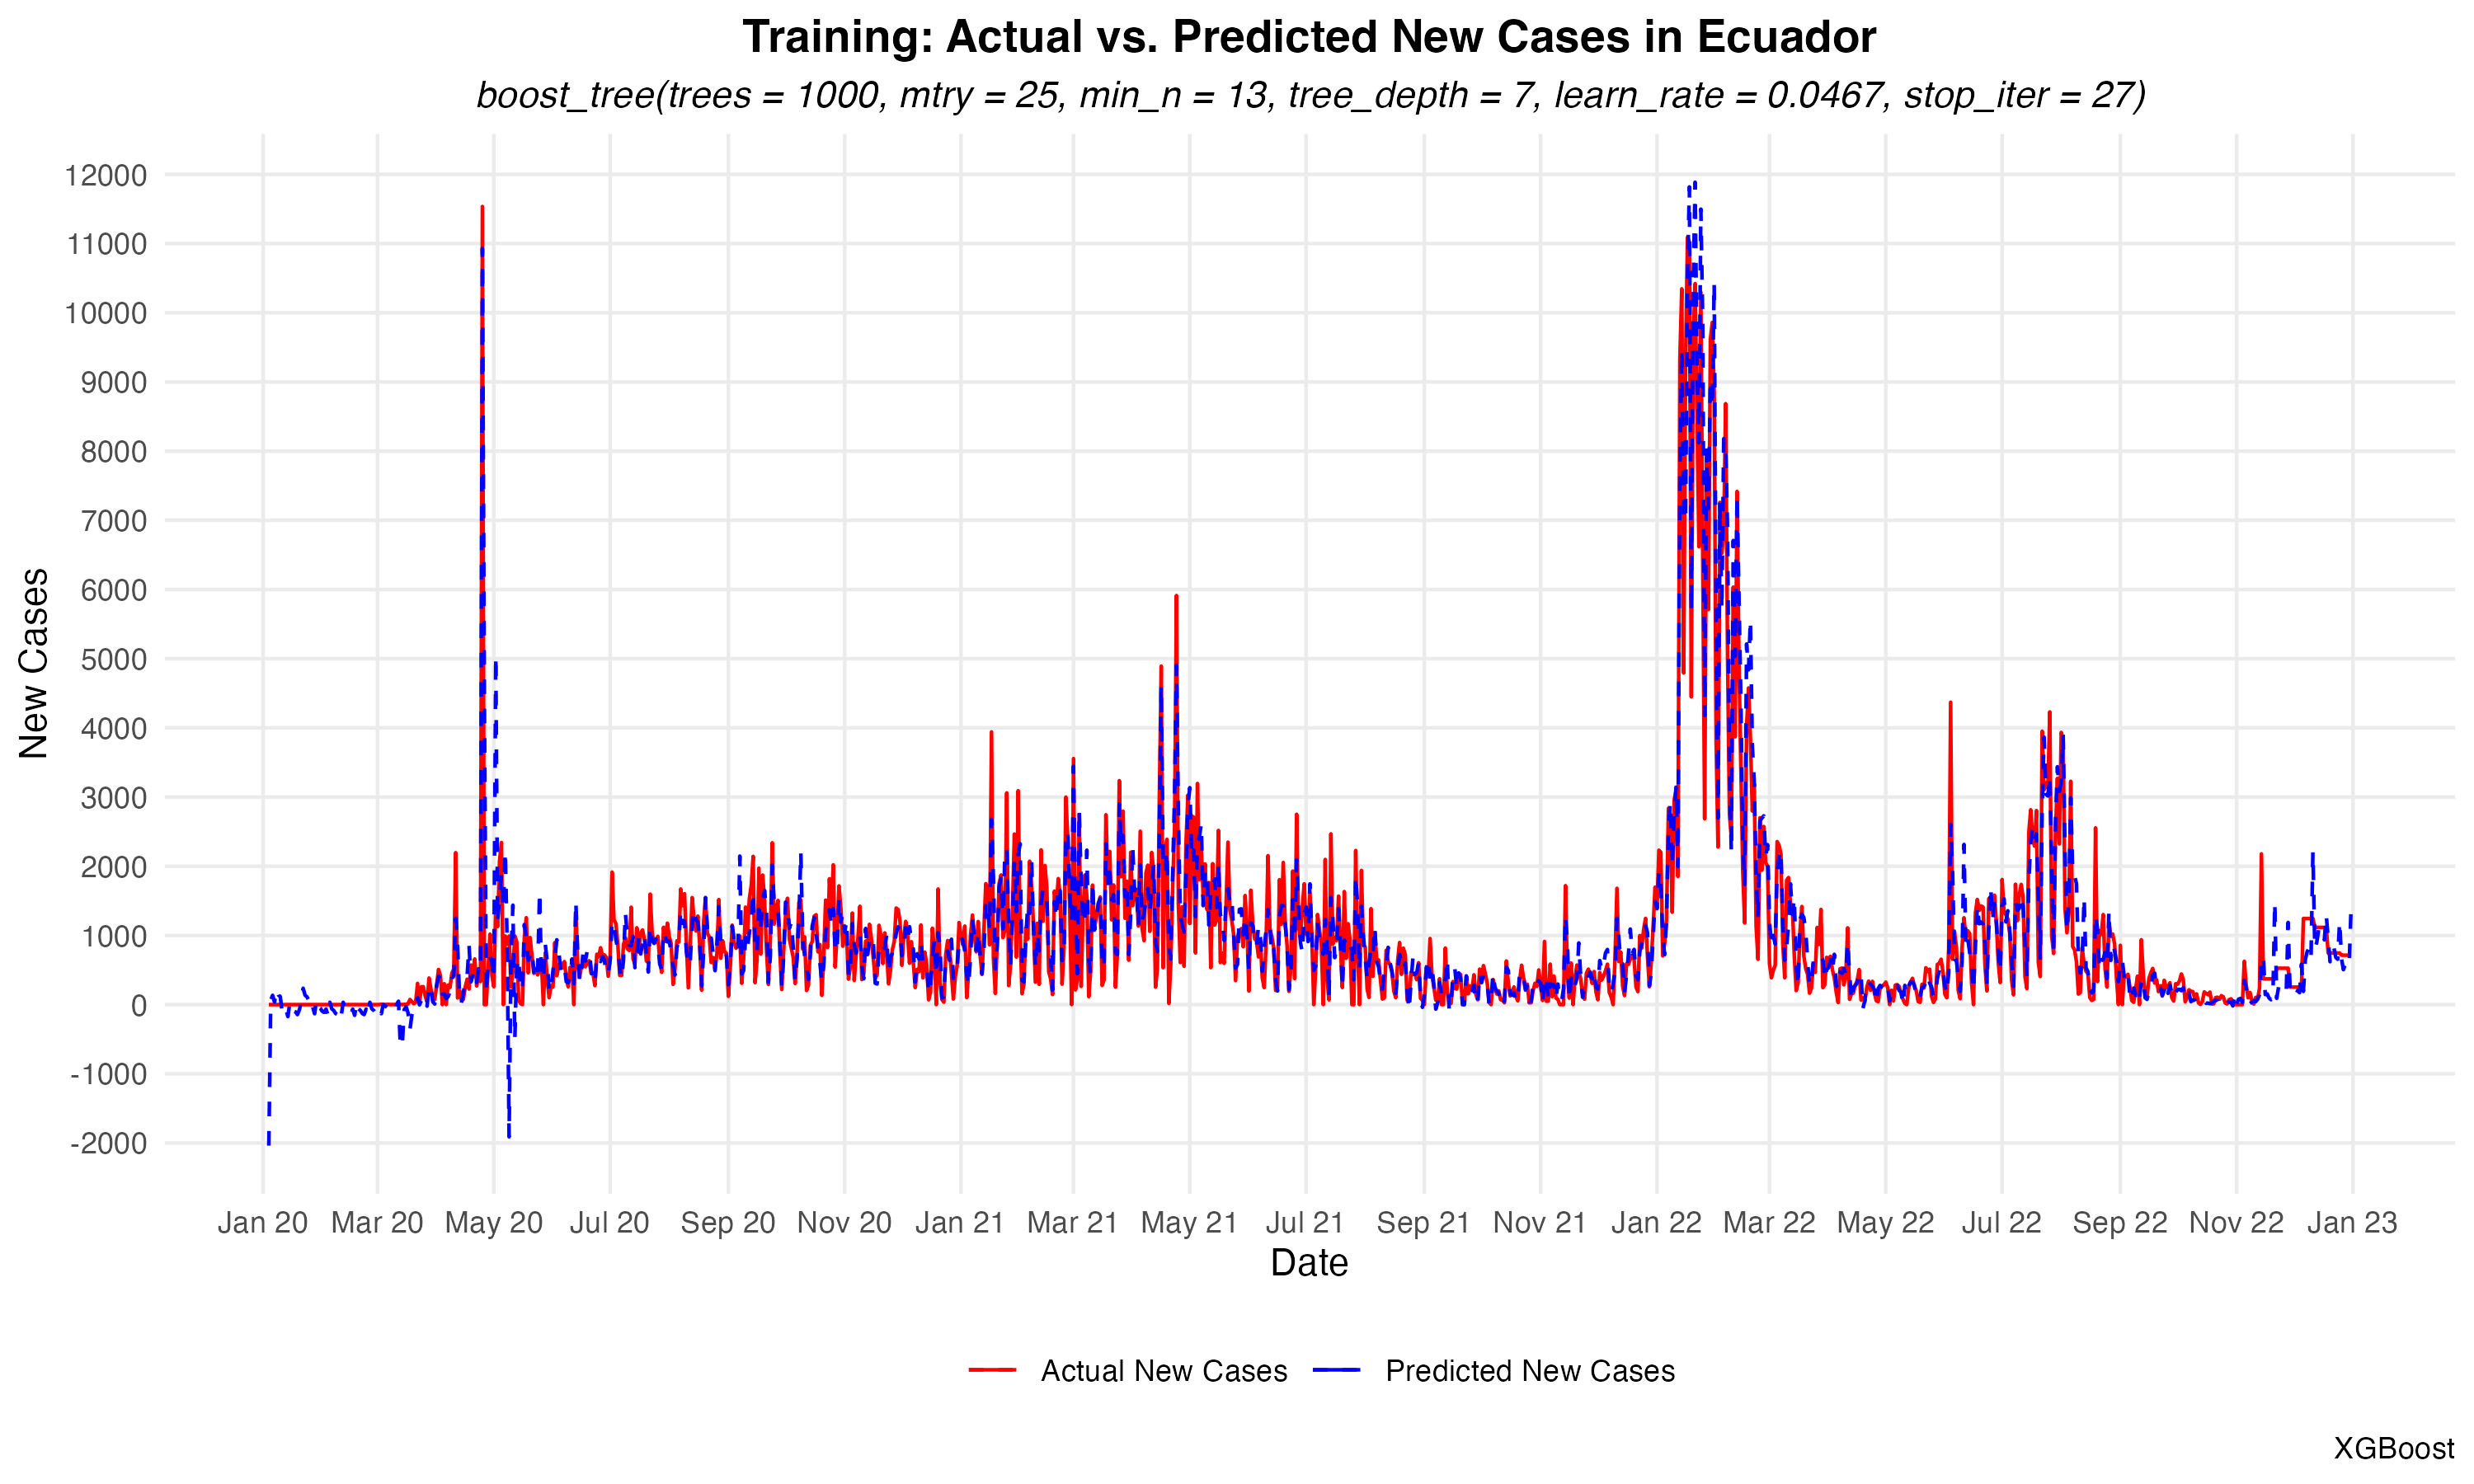 Training: Actual vs. Predicted New Cases in Ecuador
boost_tree(trees = 1000, mtry = 25, min_n = 13, tree_depth = 7, learn_rate = 0.0467, stop_iter = 27)
12000
11000
10000
9000
8000
7000
6000
5000
4000
3000
2000
1000
0
-1000
-2000
New Cases
Jan 20 Mar 20 May 20 Jul 20 Sep 20 Nov 20 Jan 21 Mar 21 May 21 Jul 21 Sep 21 Nov 21 Jan 22 Mar 22 May 22 Jul 22 Sep 22 Nov 22 Jan 23
Date
Actual New Cases Predicted New Cases
XGBoost